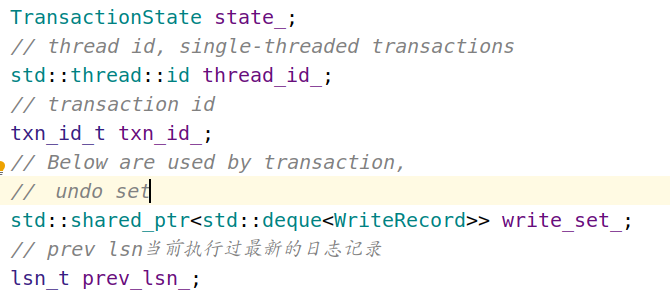 TransactionState state_;
// thread id, single-threaded transactions
std::thread::id thread_id_;
// transaction id
txn_id_t txn_id_;
// Below are used by transaction,
//  undo set
std::shared_ptr<std::deque<WriteRecord>> write_set_;
// prev lsn当前执行过最新的日志记录
lsn_t prev_lsn_;